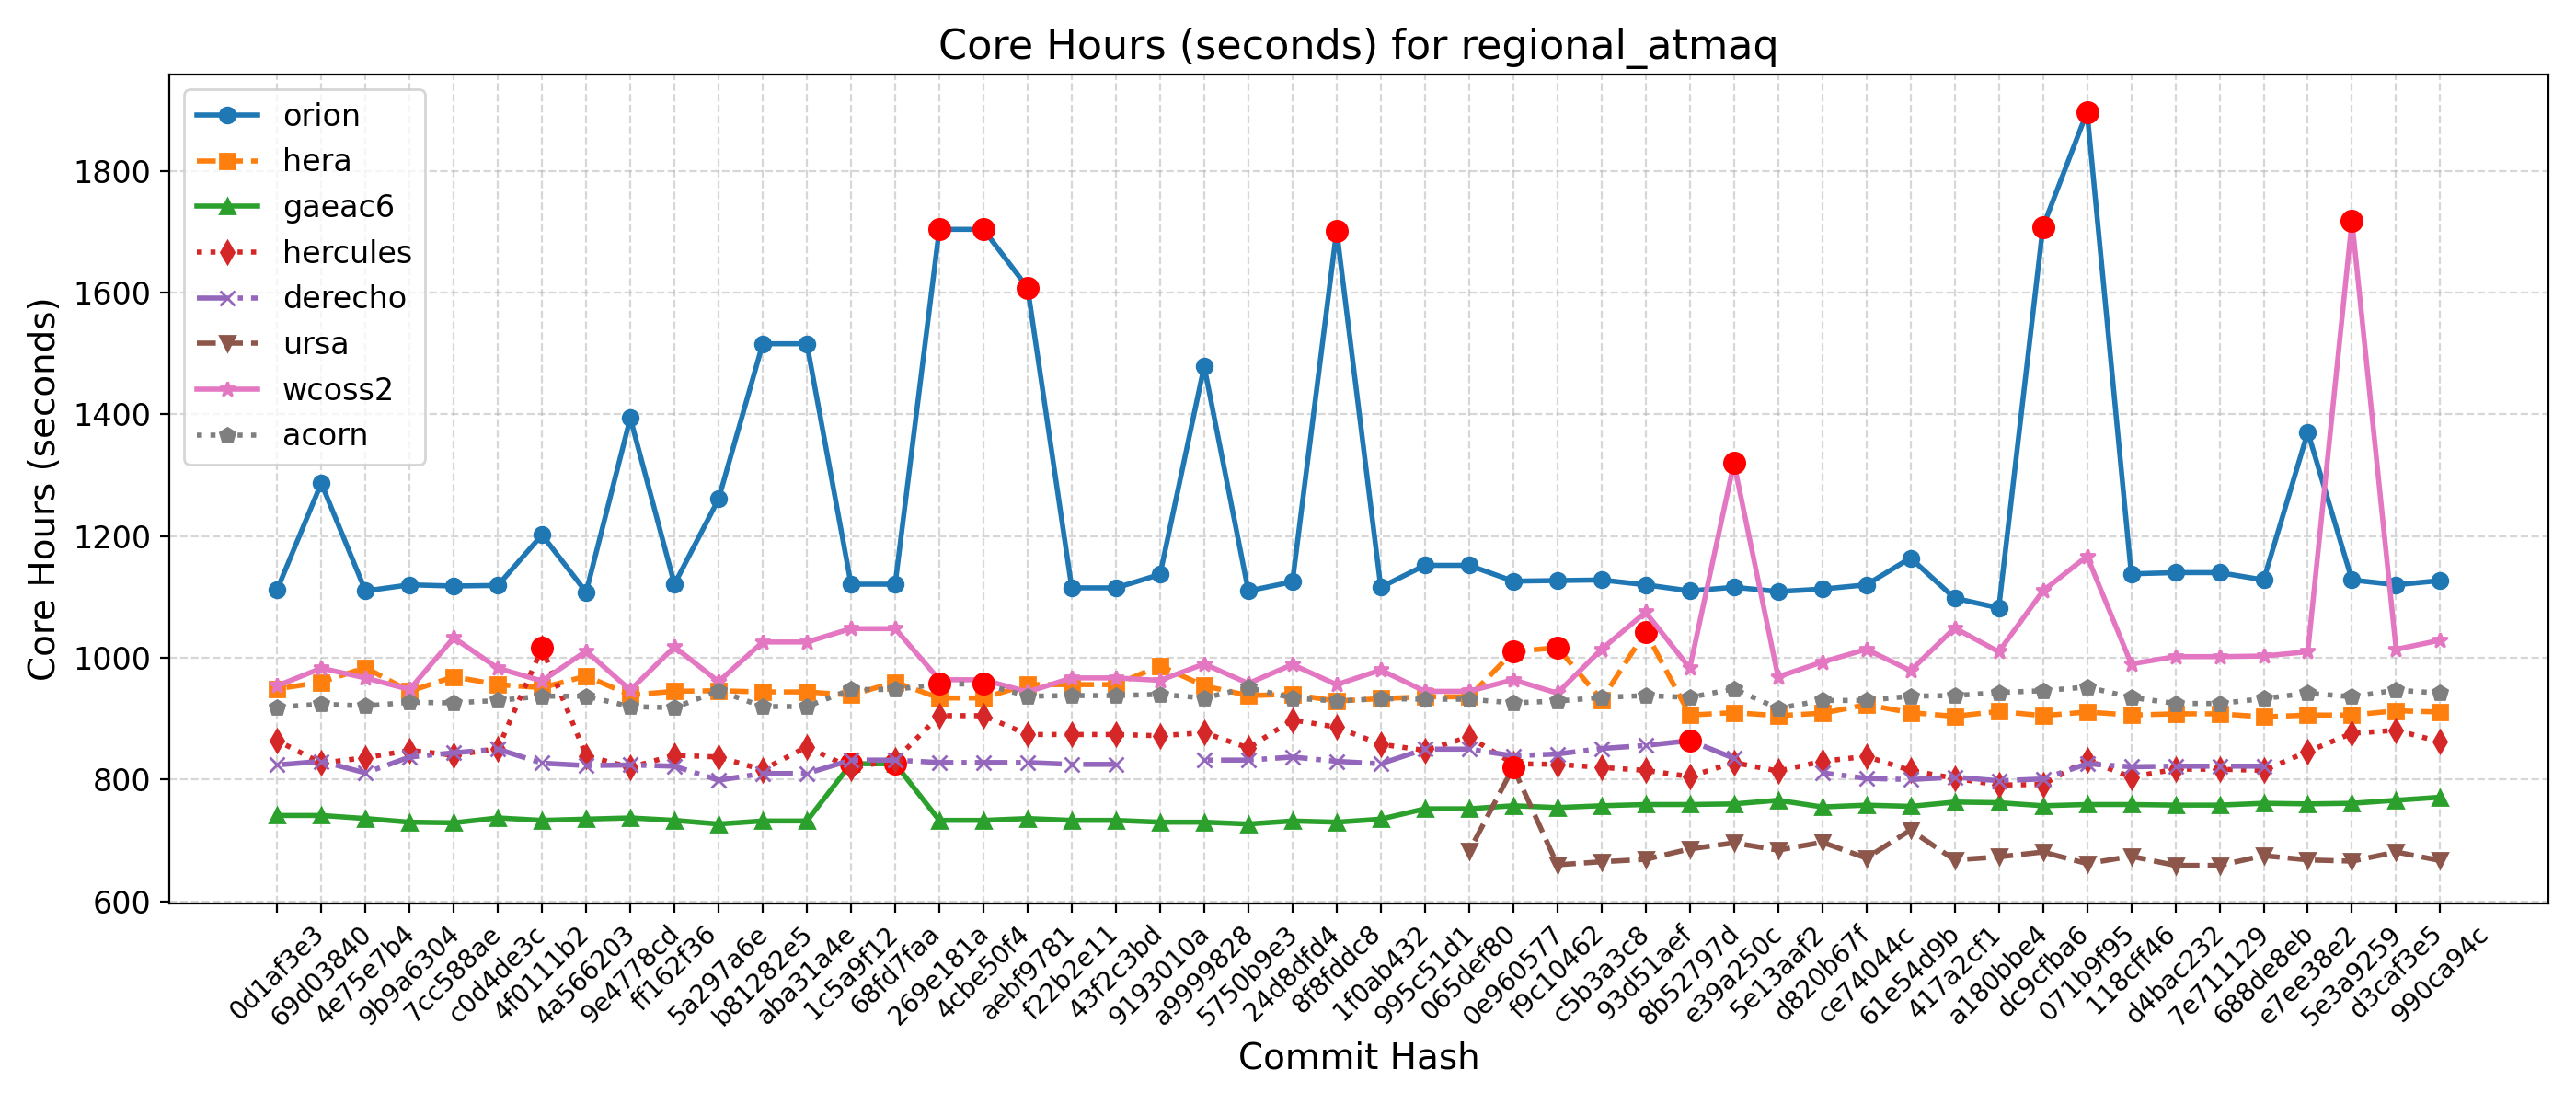 Core Hours (seconds) for regional_atmaq
orion
hera
gaeac6
hercules
derecho
ursa
wcoss2
acorn
Core Hours (seconds)
1800
1600
1400
1200
1000
800
600
0d1af3e3
69d03840
4e75e7b4
9b9a6304
7cc588ae
c0d4de3c
4f0111b2
4a566203
9e4778cd
ff162f36
5a297a6e
b81282e5
aba31a4e
1c5a9f12
68fd7faa
269e181a
4cbe50f4
aebf9781
f22b2e11
43f2c3bd
9193010a
a9999828
5750b9e3
24d8dfd4
8f8fddc8
1f0ab432
995c51d1
065def80
0e960577
f9c10462
c5b3a3c8
93d51aef
8b52797d
e39a250c
5e13aaf2
d820b67f
ce74044c
61e54d9b
417a2cf1
a180bbe4
dc9cfba6
071b9f95
118cff46
d4bac232
7e711129
688de8eb
e7ee38e2
5e3a9259
d3caf3e5
990ca94c
Commit Hash